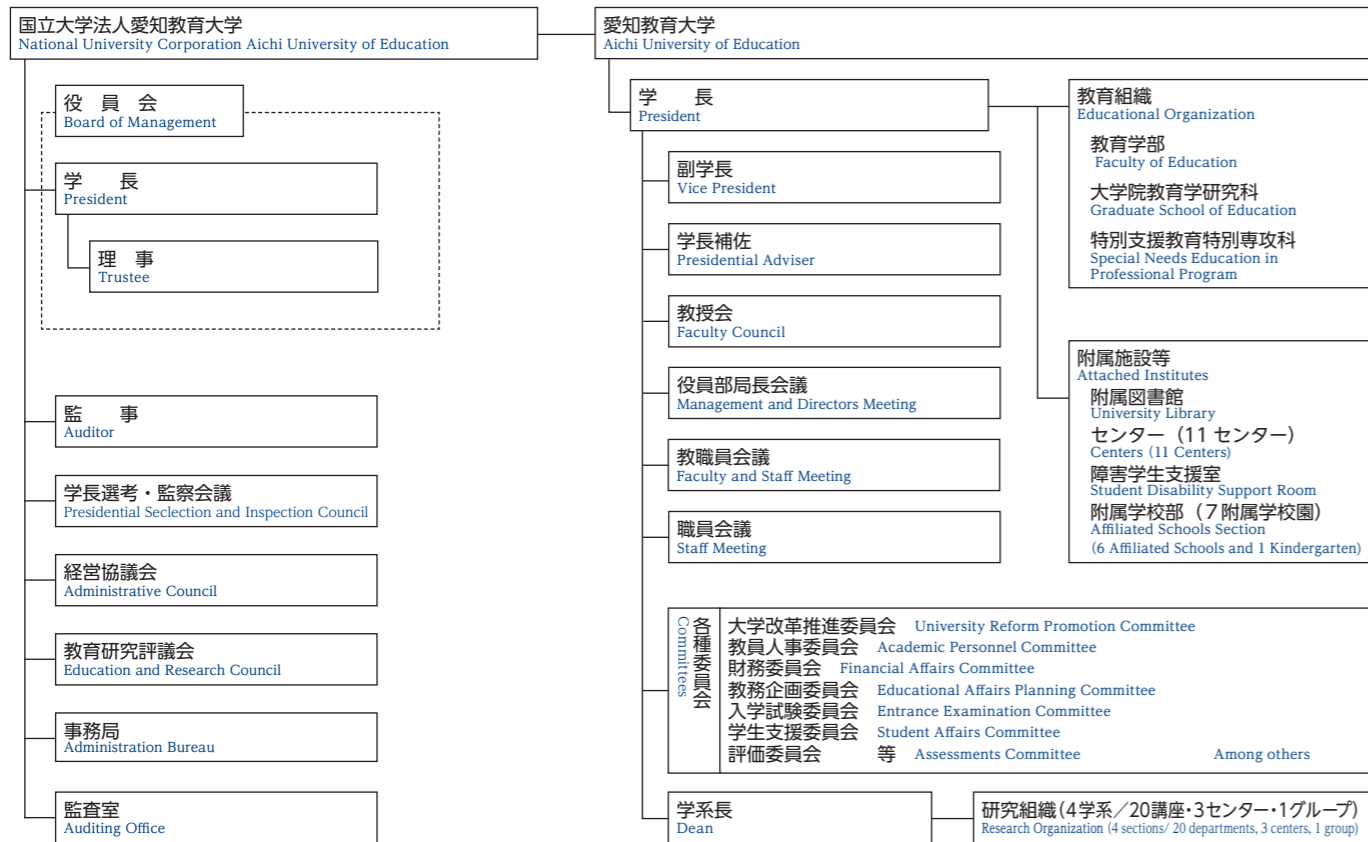 国立大学法人愛知教育大学
National University Corporation Aichi University of Education
役 員 会
Board of Management
学 長
President
理 事
Trustee
監 事
Auditor
学長選考・監察会議
Presidential Seclection and Inspection Council
経営協議会
Administrative Council
教育研究評議会
Education and Research Council
事務局
Administration Bureau
監査室
Auditing Office
愛知教育大学
Aichi University of Education
学 長
President
副学長
Vice President
学長補佐
Presidential Adviser
教授会
Faculty Council
役員部局長会議
Management and Directors Meeting
教職員会議
Faculty and Staff Meeting
職員会議
Staff Meeting
各種委員会
Committees
大学改革推進委員会 University Reform Promotion Committee
教員人事委員会 Academic Personnel Committee
財務委員会 Financial Affairs Committee
教務企画委員会 Educational Affairs Planning Committee
入学試験委員会 Entrance Examination Committee
学生支援委員会 Student Affairs Committee
評価委員会 等 Assessments Committee Among others
学系長
Dean
研究組織(4学系/20講座・3センター・1グループ)
Research Organization (4 sections/ 20 departments, 3 centers, 1 group)
教育組織
Educational Organization
教育学部
Faculty of Education
大学院教育学研究科
Graduate School of Education
特別支援教育特別専攻科
Special Needs Education in
Professional Program
附属施設等
Attached Institutes
附属図書館
University Library
センター(11 センター)
Centers (11 Centers)
障害学生支援室
Student Disability Support Room
附属学校部(7附属学校園)
Affiliated Schools Section
(6 Affiliated Schools and 1 Kindergarten)